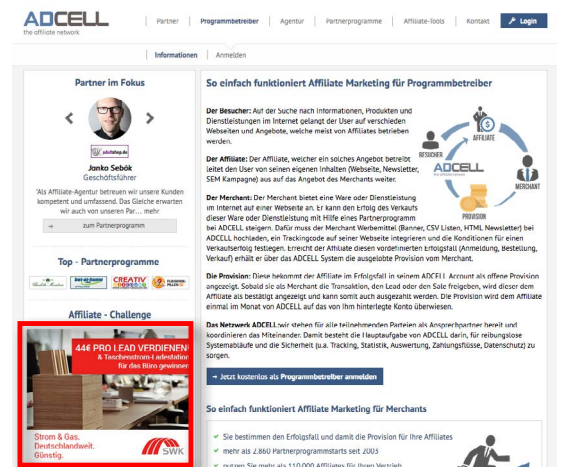 ADCELL
the affiliate network
Partner
Programmbetreiber
Agentur
Partnerprogramme
Affiliate-Tools
Kontakt
Login
Informationen
Anmelden
Partner im Fokus
adultshop.de
Janko Sebök
Geschäftsführer
"Als Affiliate-Agentur betreuen wir unsere Kunden
kompetent und umfassend. Das Gleiche erwarten
wir auch von unseren Par... mehr
→ zum Partnerprogramm
Top - Partnerprogramme
CREATIV
Affiliate - Challenge
44€ PRO LEAD VERDIENEN
& Taschenstrom-Ladestation
für das Büro gewinnen
Strom & Gas.
Deutschlandweit.
Günstig.
SWK
So einfach funktioniert Affiliate Marketing für Programmbetreiber
Der Besucher: Auf der Suche nach Informationen, Produkten und
Dienstleistungen im Internet gelangt der User auf verschieden
Webseiten und Angebote, welche meist von Affiliates betrieben
werden.
Der Affiliate: Der Affiliate, welcher ein solches Angebot betreibt
leitet den User von seinen eigenen Inhalten (Webseite, Newsletter,
SEM Kampagne) aus auf das Angebot des Merchants weiter.
Der Merchant: Der Merchant bietet eine Ware oder Dienstleistung
im Internet auf einer Webseite an. Er kann den Erfolg des Verkaufs
dieser Ware oder Dienstleistung mit Hilfe eines Partnerprogramm
bei ADCELL steigern. Dafür muss der Merchant Werbemittel (Banner, CSV Listen, HTML Newsletter) bei
ADCELL hochladen, ein Trackingcode auf seiner Webseite integrieren und die Konditionen für einen
Verkaufserfolg festlegen. Erreicht der Affiliate diesen vordefinierten Erfolgsfall (Anmeldung, Bestellung,
Verkauf) erhält er über das ADCELL System die ausgelobte Provision vom Merchant.
Die Provision: Diese bekommt der Affiliate im Erfolgsfall in seinem ADCELL Account als offene Provision
angezeigt. Sobald sie als Merchant die Transaktion, den Lead oder den Sale freigeben, wird dieser dem
Affiliate als bestätigt angezeigt und kann somit auch ausgezahlt werden. Die Provision wird dem Affiliate
einmal im Monat von ADCELL auf das von Ihm hinterlegte Konto überwiesen.
Das Netzwerk ADCELL: wir stehen für alle teilnehmenden Parteien als Ansprechpartner bereit und
koordinieren das Miteinander. Damit besteht die Hauptaufgabe von ADCELL darin, für reibungslose
Systemabläufe und die Sicherheit (u.a. Tracking, Statistik, Auswertung, Zahlungsflüsse, Datenschutz) zu
sorgen.
→ Jetzt kostenlos als Programmbetreiber anmelden
AFFILIATE
BESUCHER
ADCELL
MERCHANT
PROVISION
So einfach funktioniert Affiliate Marketing für Merchants
Sie bestimmen den Erfolgsfall und damit die Provision für Ihre Affiliates
mehr als 2.860 Partnerprogrammstarts seit 2003
nutzen Sie mehr als 110.000 Affiliates für Ihren Vertrieb